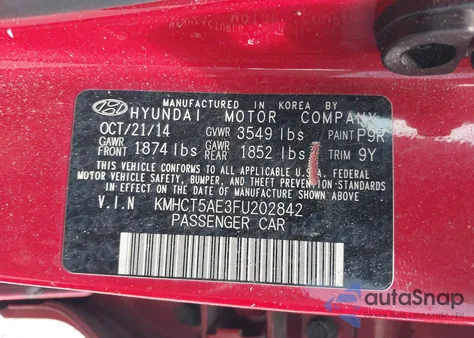 MANUFACTURED IN KOREA BY
HYUNDAI MOTOR COMPANY
OCT/21/14 GVWR 3549 lbs PAINT P9R
GAWR FRONT 1874 lbs GAWR REAR 1852 lbs TRIM 9Y
THIS VEHICLE CONFORMS TO ALL APPLICABLE U.S.A. FEDERAL
MOTOR VEHICLE SAFETY, BUMPER, AND THEFT PREVENTION STANDARDS
IN EFFECT ON THE DATE OF MANUFACTURE SHOWN ABOVE.
V.I.N KMHCT5AE3FU202842
PASSENGER CAR
autoSnap